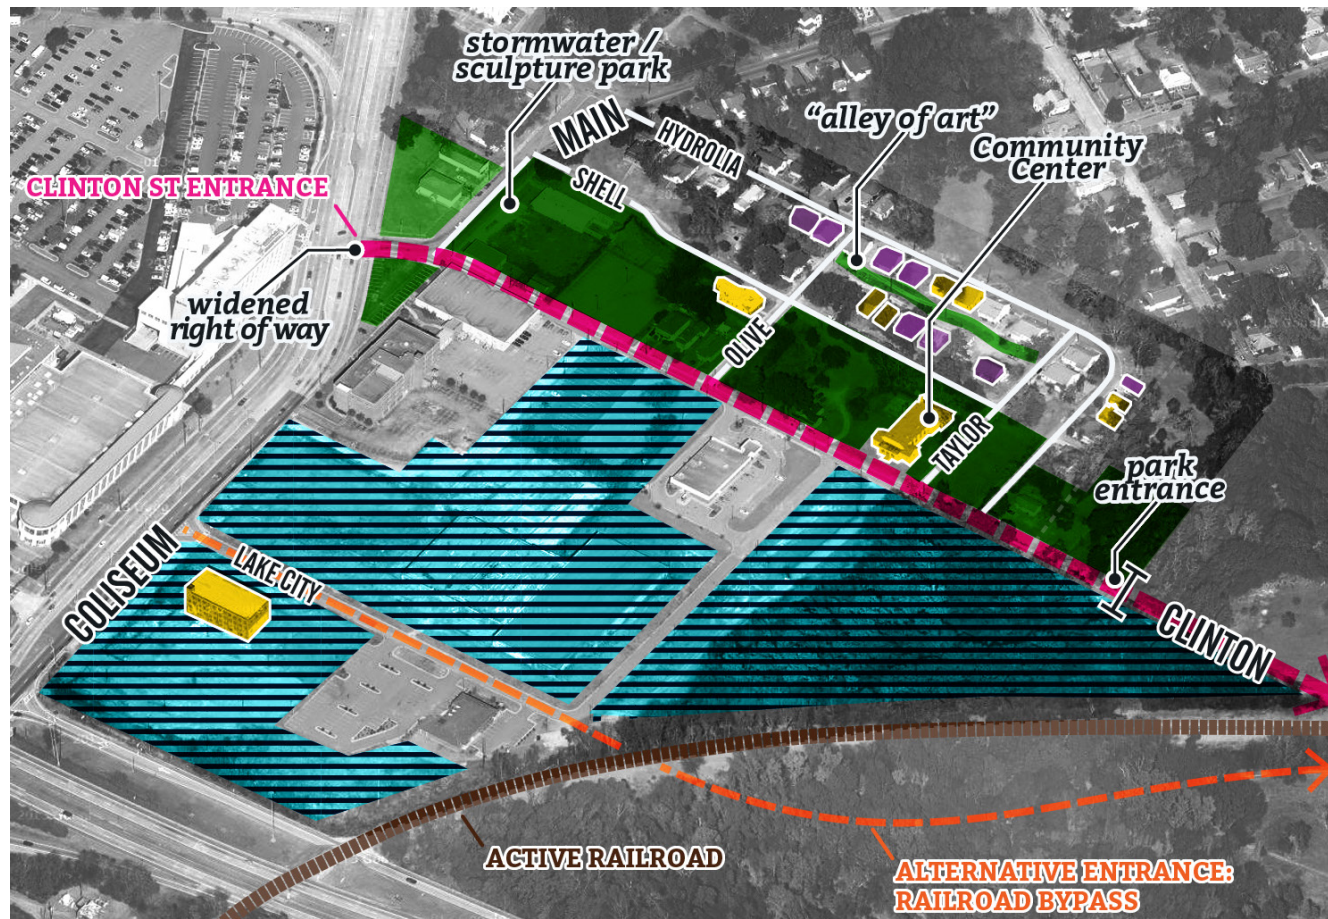 stormwater /
sculpture park
MAIN
HYDROLIA
"alley of art"
Community
Center
CLINTON ST ENTRANCE
SHELL
widened
right of way
OLIVE
TAYLOR
park
entrance
COLISEUM
LAKE CITY
CLINTON
ACTIVE RAILROAD
ALTERNATIVE ENTRANCE:
RAILROAD BYPASS